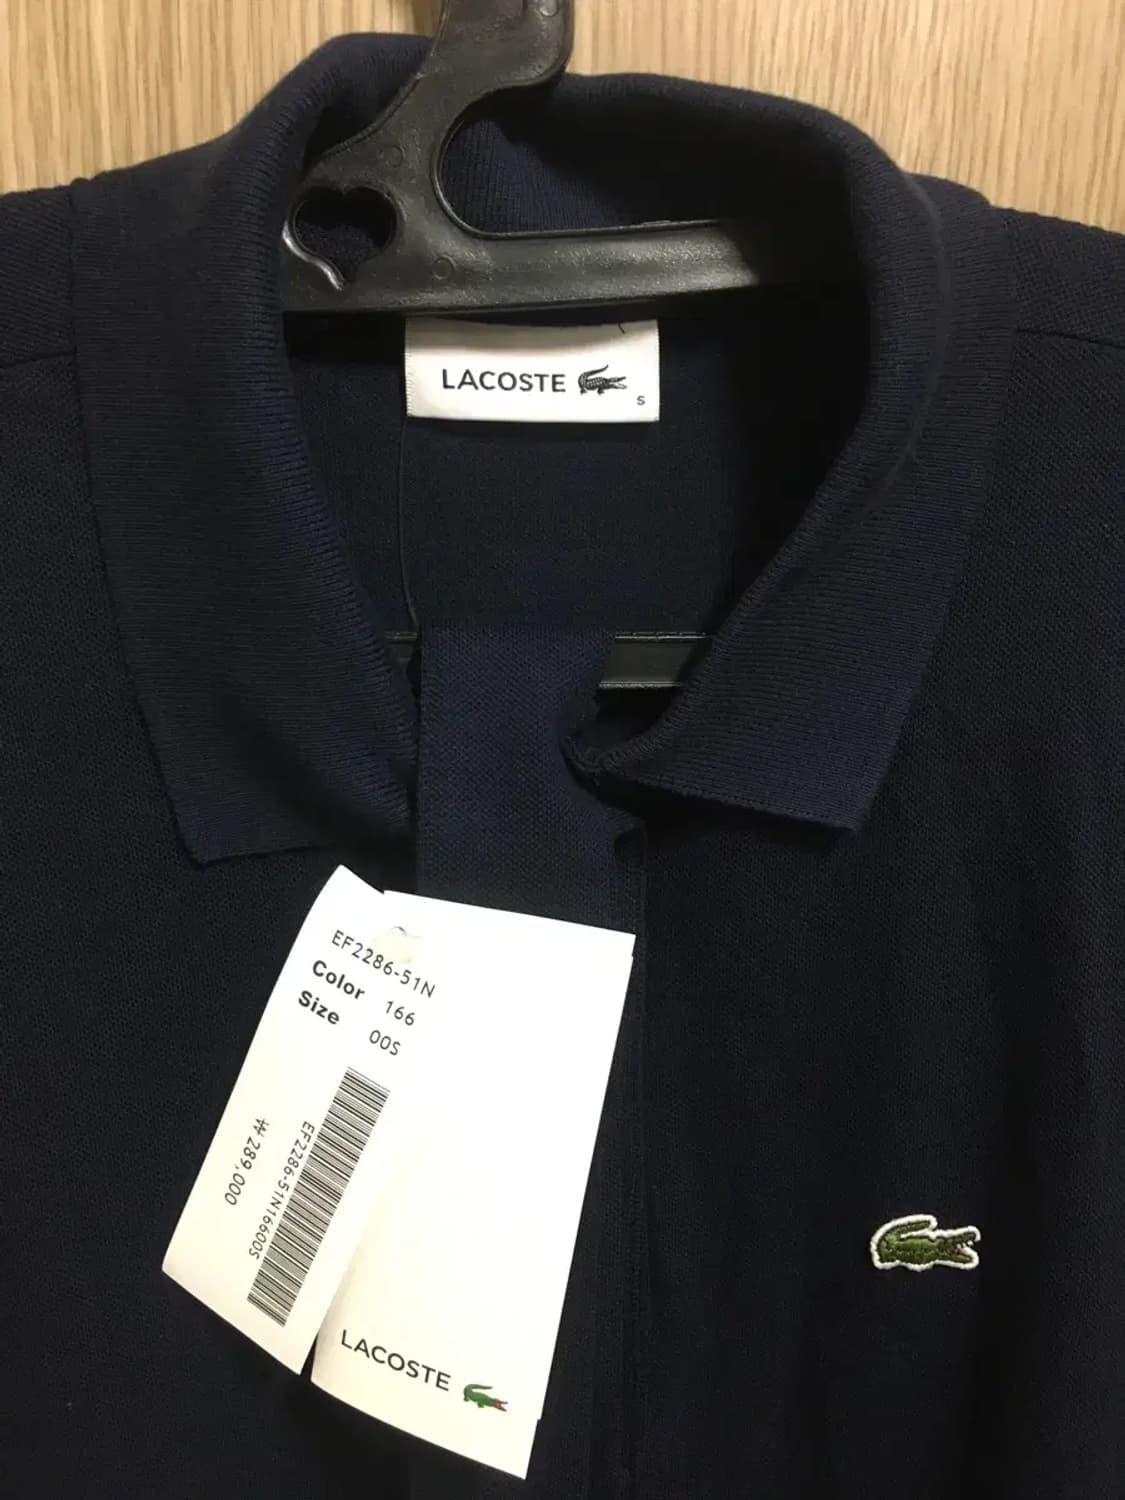 LACOSTE
S
EF2286-51N
Color 166
Size 00S
EF2286-51N16600S
₩ 289,000
LACOSTE